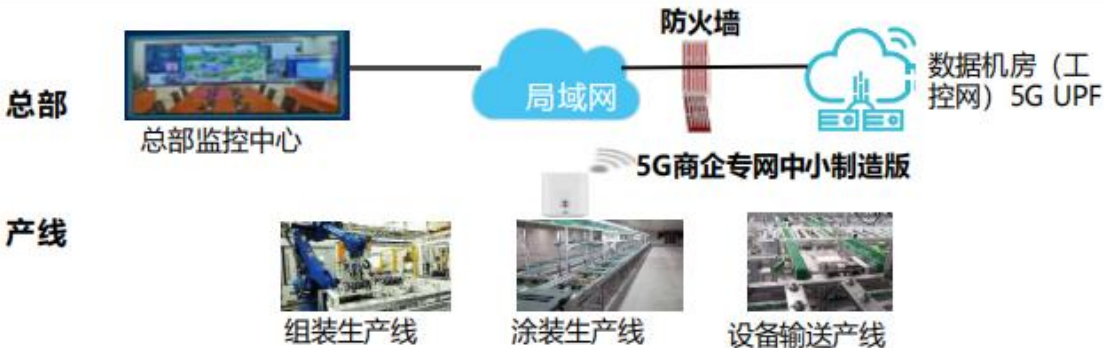 防火墙
总部
总部监控中心
局域网
数据机房（工
控网）5G UPF
5G商企专网中小制造版
产线
组装生产线
涂装生产线
设备输送产线